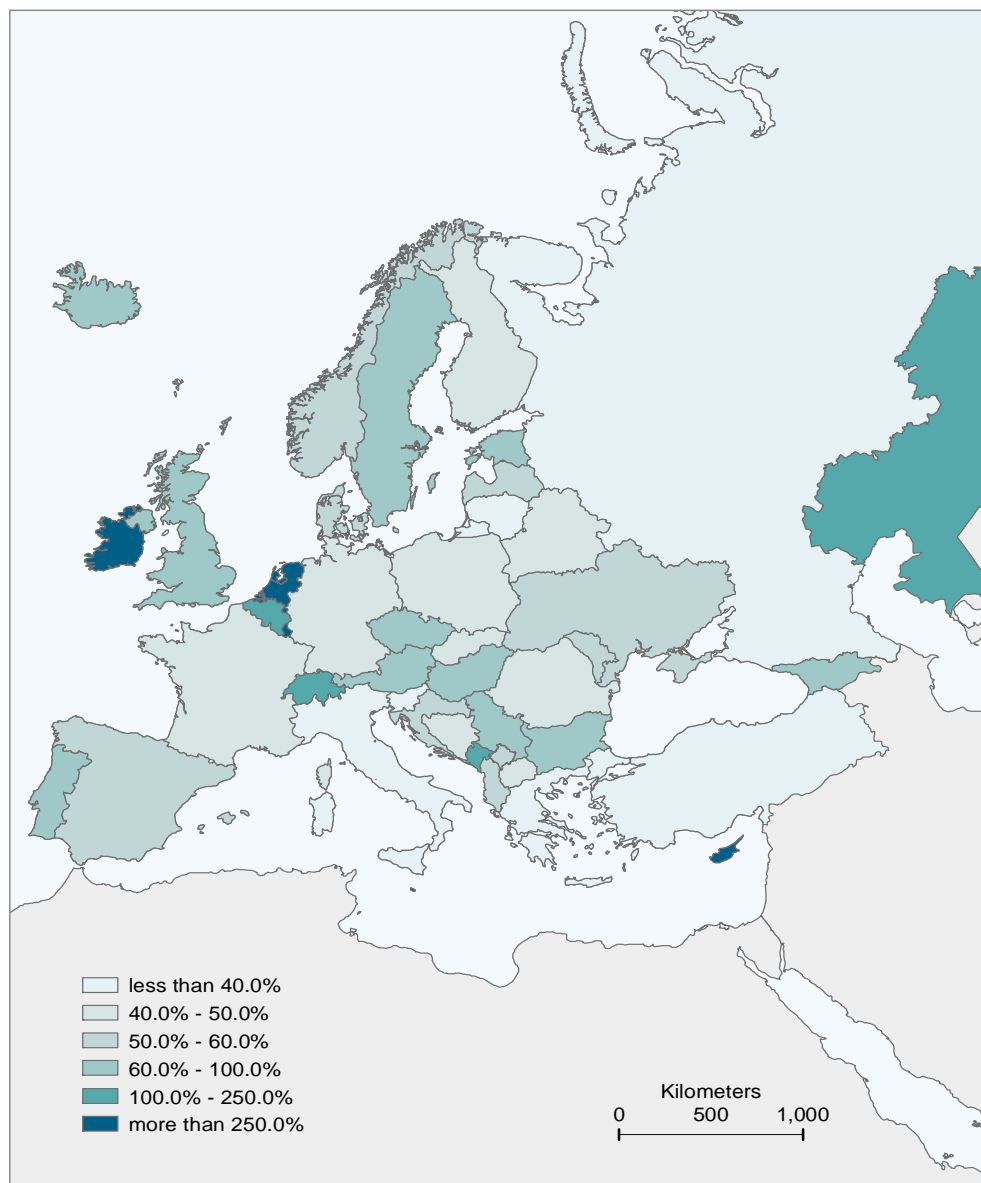 less than 40.0%
40.0% - 50.0%
50.0% - 60.0%
60.0% - 100.0%
100.0% - 250.0%
more than 250.0%
Kilometers
0 500 1,000